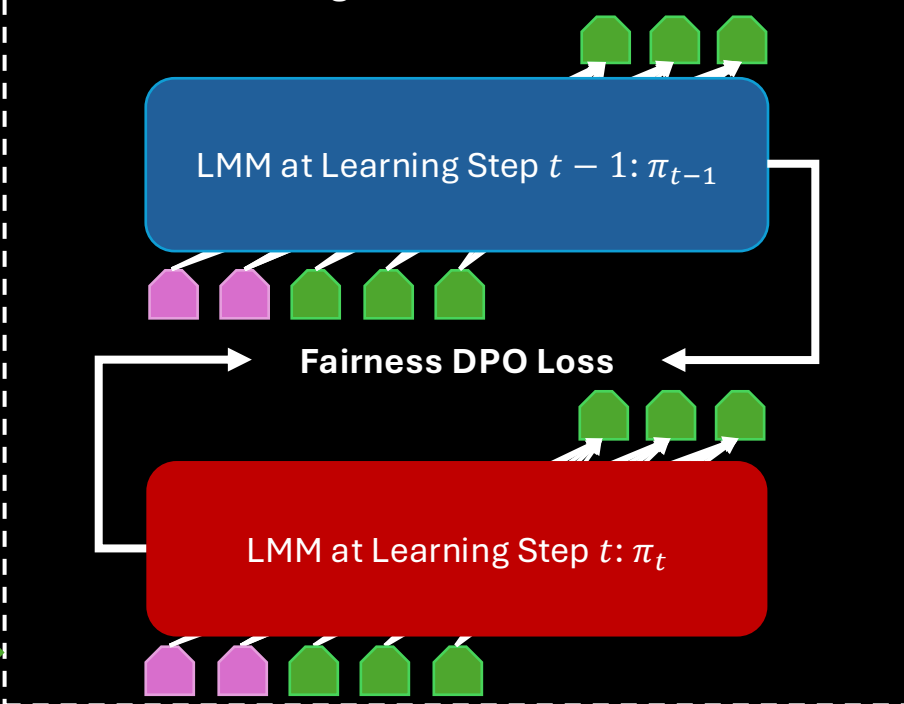 LMM at Learning Step t − 1: π_{t−1}
Fairness DPO Loss
LMM at Learning Step t: π_t